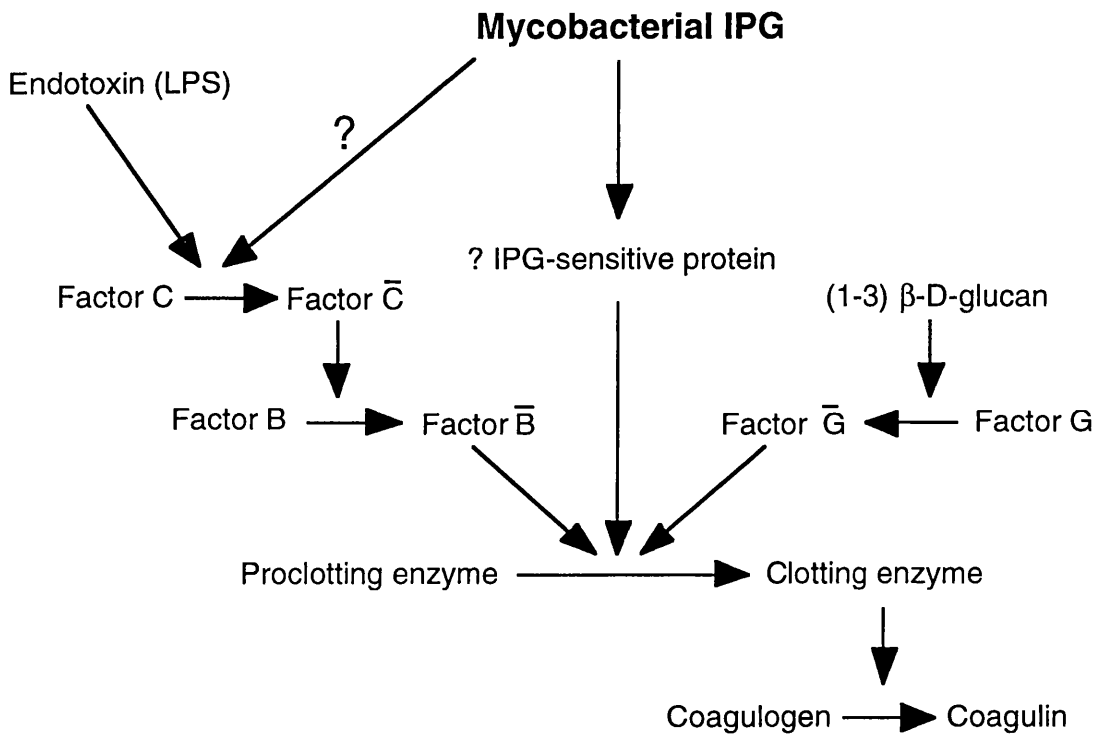 Mycobacterial IPG
Endotoxin (LPS)
?
? IPG-sensitive protein
Factor C
Factor C̄
(1-3) β-D-glucan
Factor B
Factor B̄
Factor Ḡ
Factor G
Proclotting enzyme
Clotting enzyme
Coagulogen
Coagulin